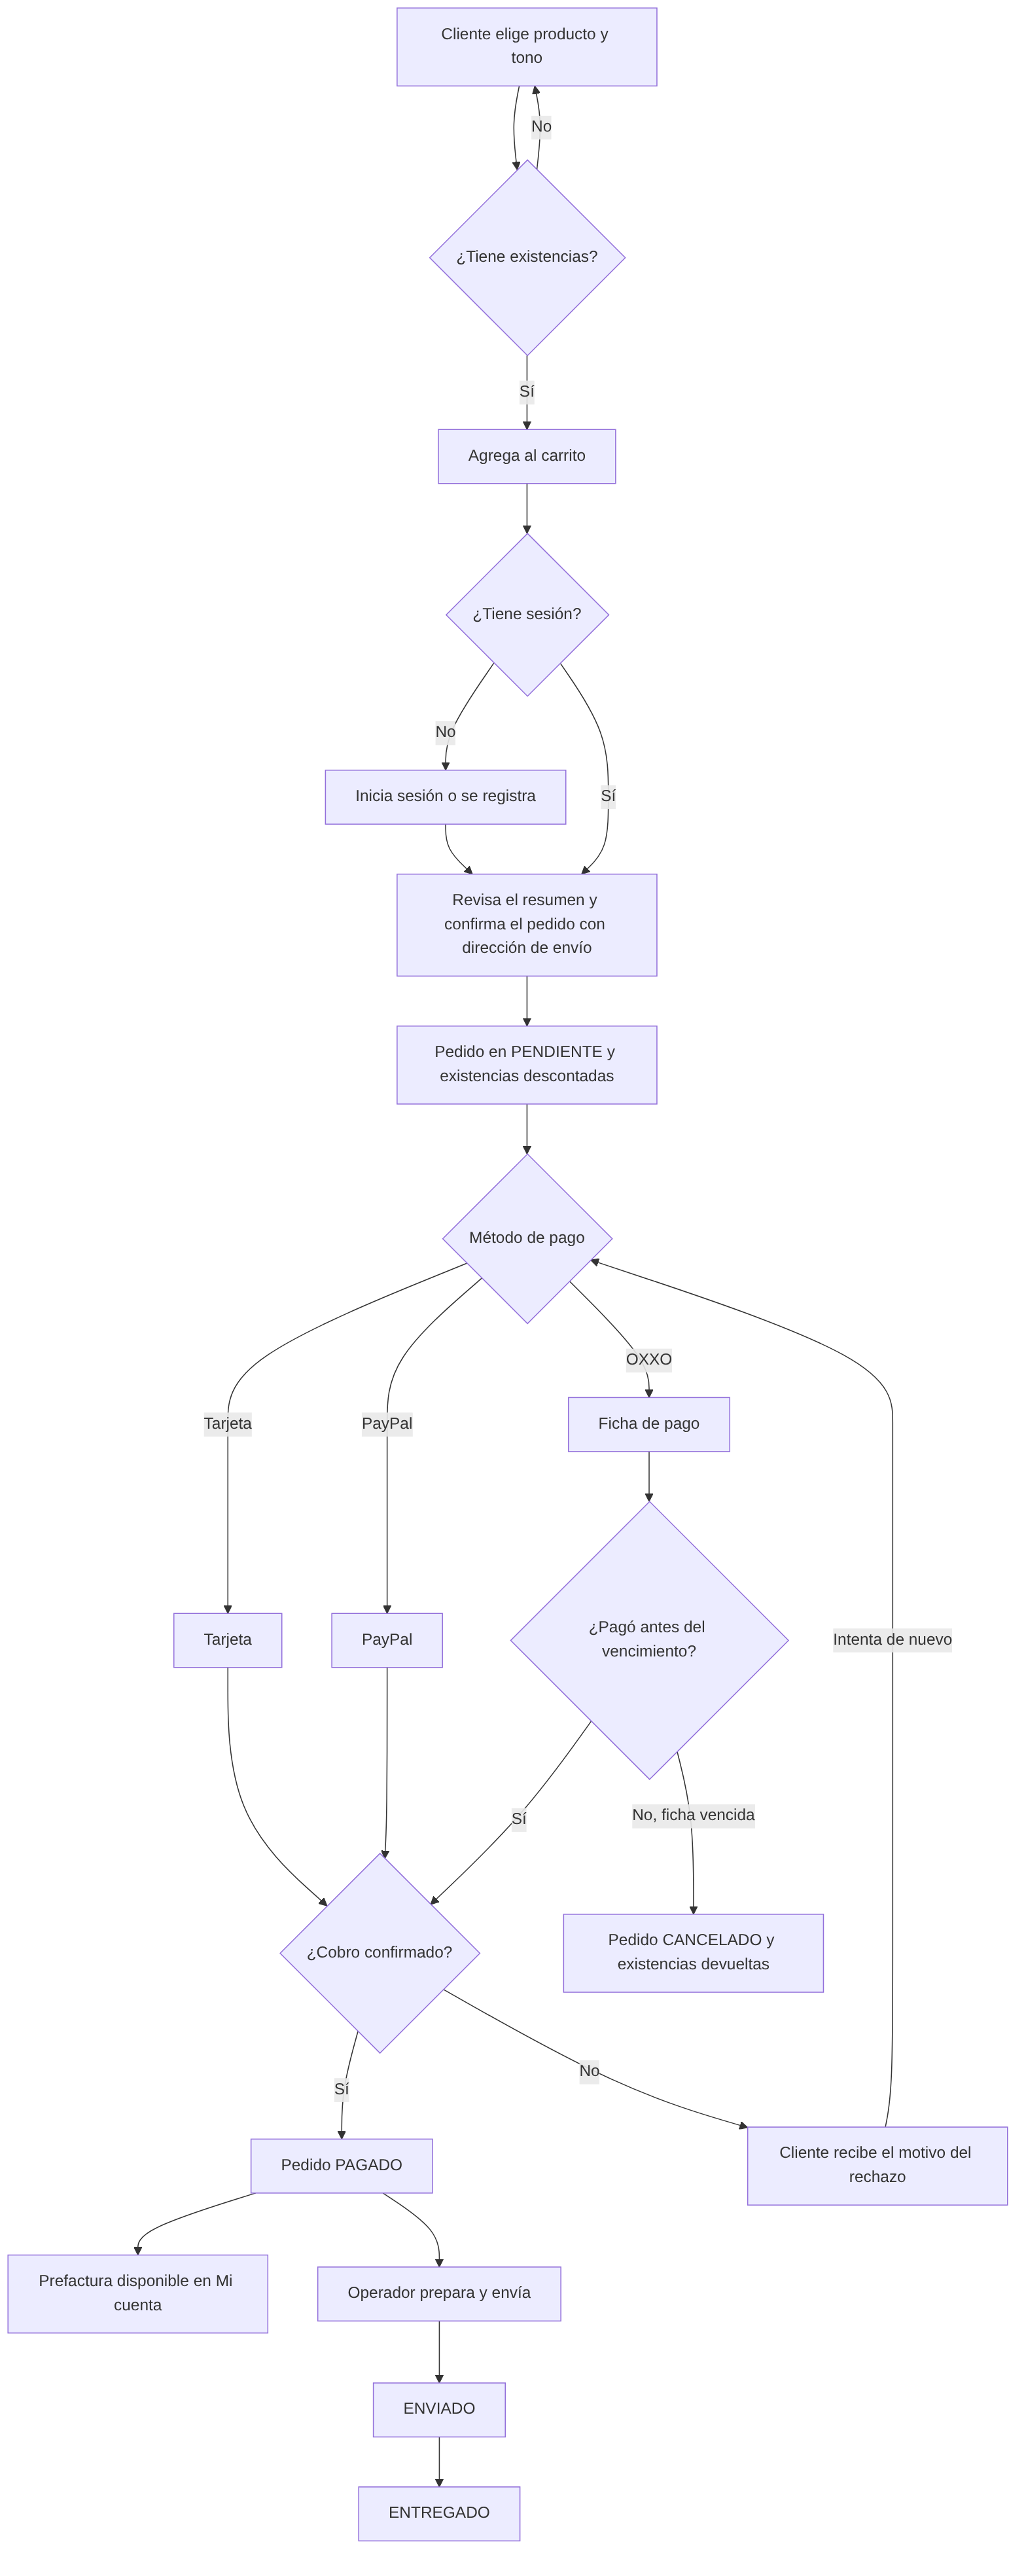 Cliente elige producto y
tono
No
¿Tiene existencias?
Sí
Agrega al carrito
¿Tiene sesión?
No
Inicia sesión o se registra
Sí
Revisa el resumen y
confirma el pedido con
dirección de envío
Pedido en PENDIENTE y
existencias descontadas
Método de pago
OXXO
Tarjeta
PayPal
Ficha de pago
Tarjeta
PayPal
¿Pagó antes del
vencimiento?
Intenta de nuevo
Sí
No, ficha vencida
¿Cobro confirmado?
Pedido CANCELADO y
existencias devueltas
Sí
No
Pedido PAGADO
Cliente recibe el motivo del
rechazo
Prefactura disponible en Mi
cuenta
Operador prepara y envía
ENVIADO
ENTREGADO